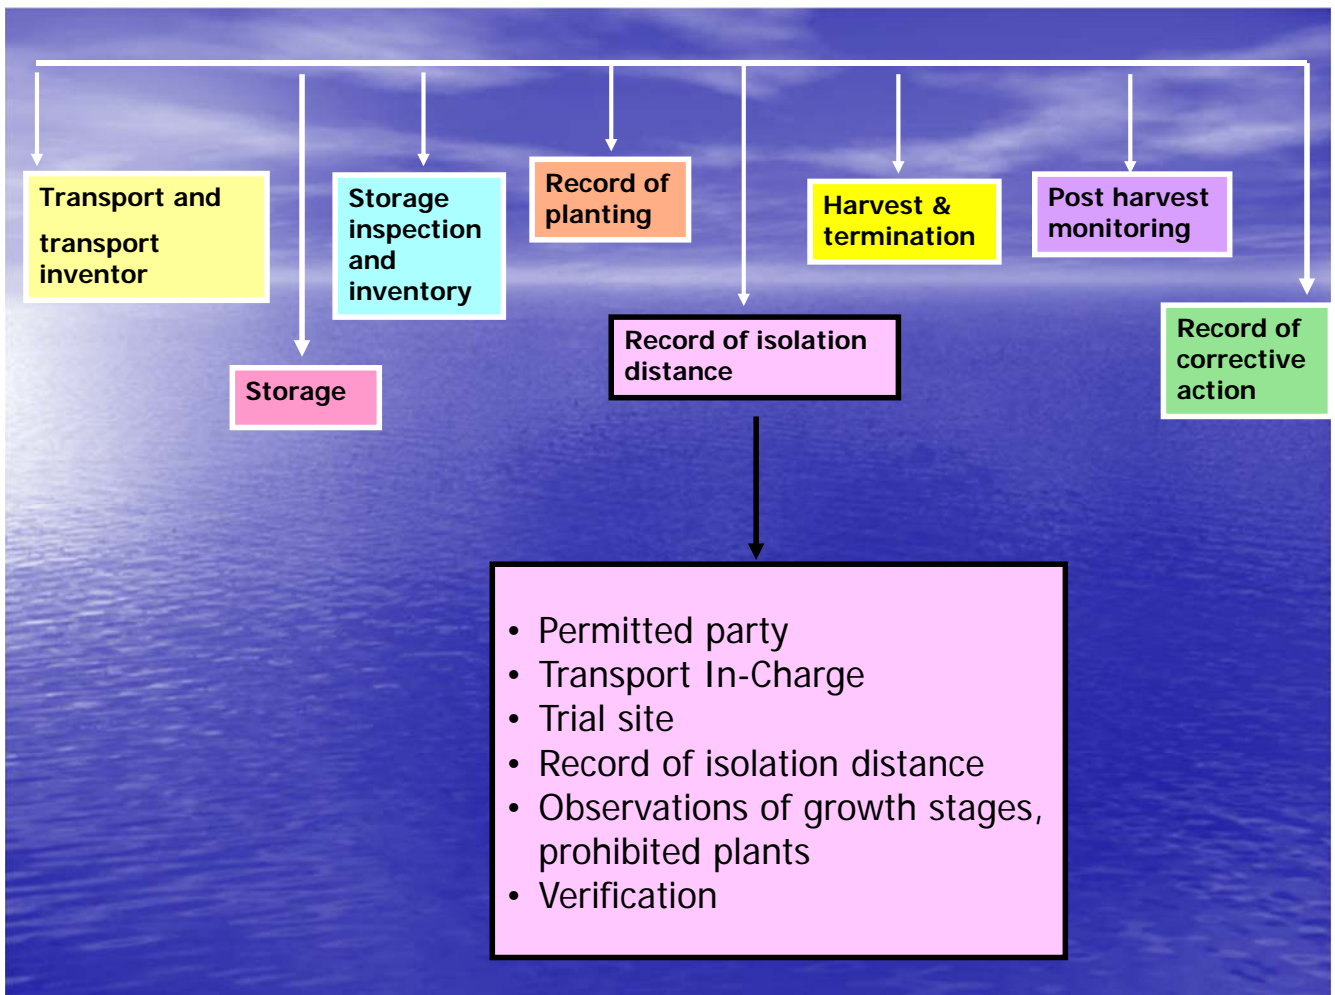 Transport and
transport
inventor
Storage
Storage
inspection
and
inventory
Record of
planting
Record of isolation
distance
Harvest &
termination
Post harvest
monitoring
Record of
corrective
action
• Permitted party
• Transport In-Charge
• Trial site
• Record of isolation distance
• Observations of growth stages,
prohibited plants
• Verification